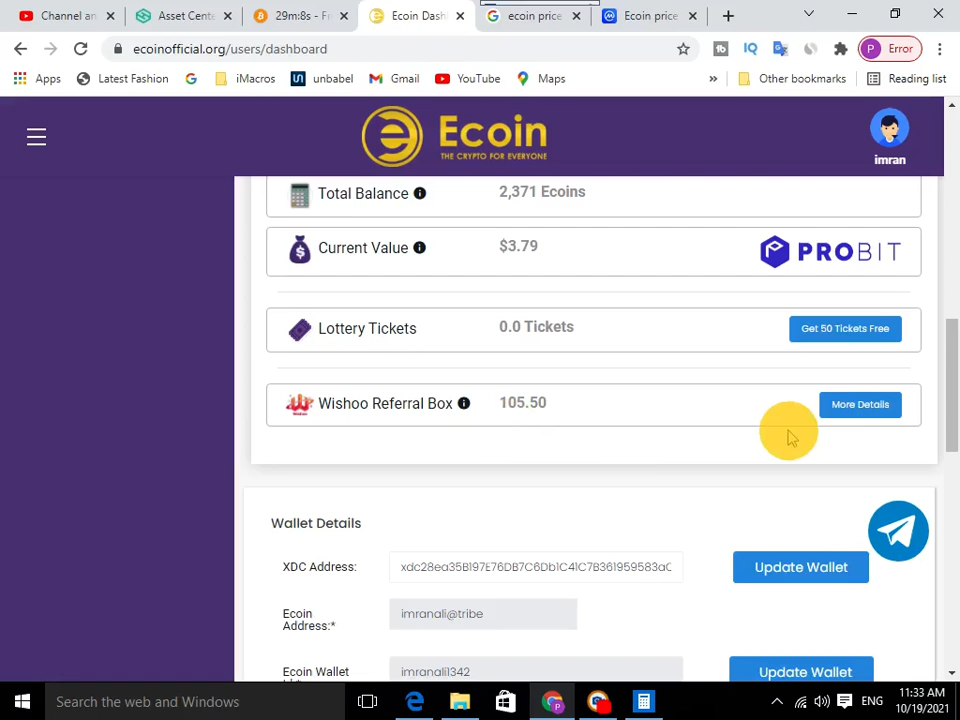 Channel an
Asset Cente
29m:8s - Fr
Ecoin Dash
ecoin price
Ecoin price
ecoinofficial.org/users/dashboard
IQ
P Error
Apps
Latest Fashion
iMacros
unbabel
Gmail
YouTube
Maps
»
Other bookmarks
Reading list
Ecoin
THE CRYPTO FOR EVERYONE
imran
Total Balance
2,371 Ecoins
Current Value
$3.79
PROBIT
Lottery Tickets
0.0 Tickets
Get 50 Tickets Free
Wishoo Referral Box
105.50
More Details
Wallet Details
XDC Address:
Update Wallet
Ecoin
Address:*
imranali@tribe
Ecoin Wallet
imranali1342
Update Wallet
Search the web and Windows
ENG
11:33 AM
10/19/2021